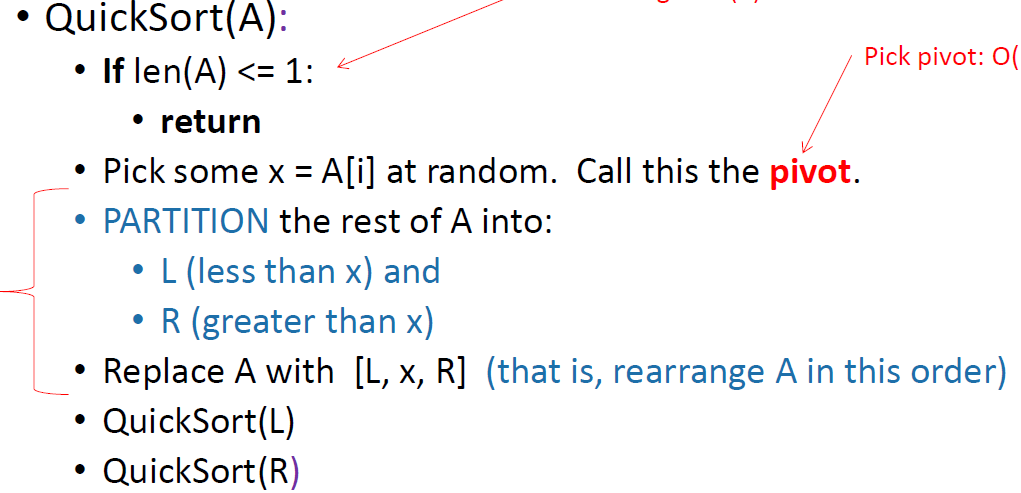 • QuickSort(A):
• If len(A) <= 1:
Pick pivot: O(
• return
• Pick some x = A[i] at random. Call this the pivot.
• PARTITION the rest of A into:
• L (less than x) and
• R (greater than x)
• Replace A with [L, x, R] (that is, rearrange A in this order)
• QuickSort(L)
• QuickSort(R)